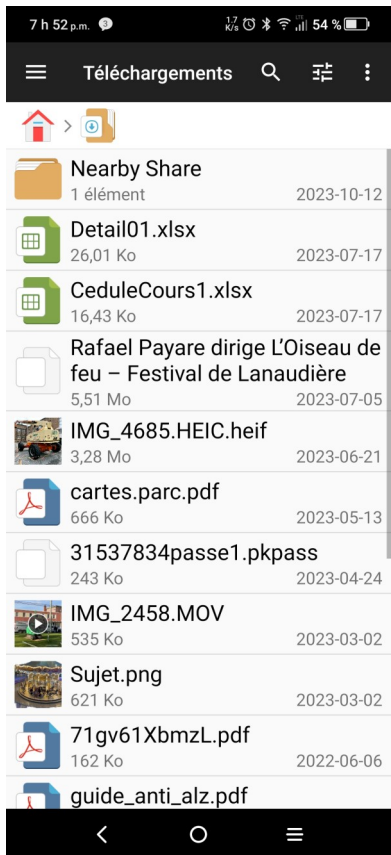 7 h 52 p.m. 3 1.7 K/s LTE 54 %
Téléchargements
Nearby Share
1 élément 2023-10-12
Detail01.xlsx
26,01 Ko 2023-07-17
CeduleCours1.xlsx
16,43 Ko 2023-07-17
Rafael Payare dirige L'Oiseau de
feu – Festival de Lanaudière
5,51 Mo 2023-07-05
IMG_4685.HEIC.heif
3,28 Mo 2023-06-21
cartes.parc.pdf
666 Ko 2023-05-13
31537834passe1.pkpass
243 Ko 2023-04-24
IMG_2458.MOV
535 Ko 2023-03-02
Sujet.png
621 Ko 2023-03-02
71gv61XbmzL.pdf
162 Ko 2022-06-06
guide_anti_alz.pdf